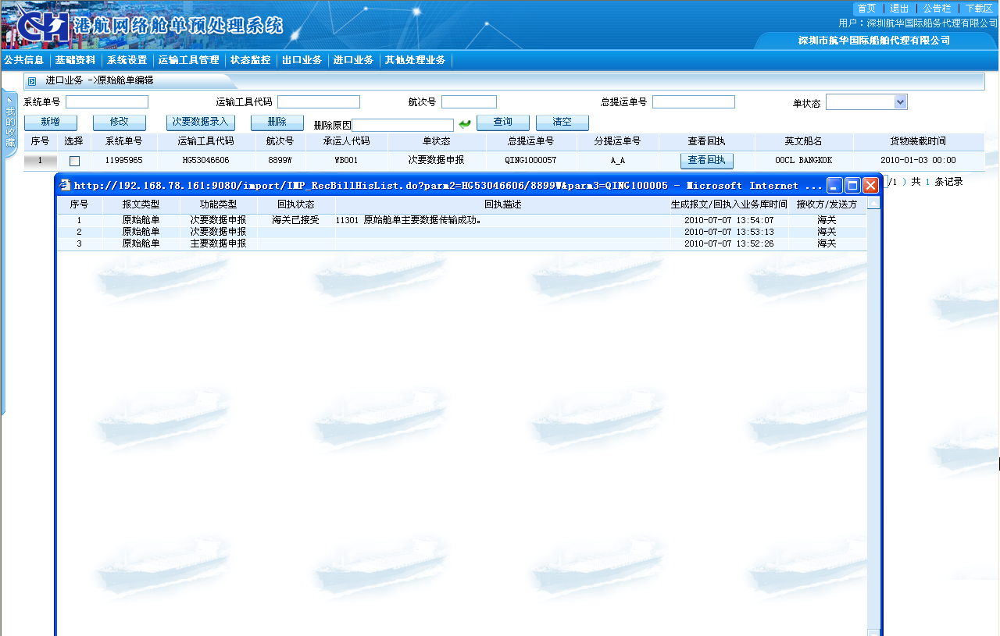 首页 退出 公告栏 下载区
CH 港航网络舱单预处理系统
用户：深圳航华国际船务代理有限公司
深圳市航华国际船舶代理有限公司
公共信息 基础资料 系统设置 运输工具管理 状态监控 出口业务 进口业务 其他处理业务
进口业务 ->原始舱单编辑
我的收藏
系统单号 运输工具代码 航次号 总提运单号 单状态
新增 修改 次要数据录入 删除 删除原因 查询 清空
序号 选择 系统单号 运输工具代码 航次号 承运人代码 单状态 总提运单号 分提运单号 查看回执 英文船名 货物装载时间
1 11995965 HG53046606 8899W WB001 次要数据申报 QING1000057 A_A 查看回执 OOCL BANGKOK 2010-01-03 00:00
/1 ) 共 1 条记录
http://192.168.78.161:9080/import/IMP_RecBillHisList.do?parm2=HG53046606/8899W&parm3=QING100005 - Microsoft Internet ...
序号 报文类型 功能类型 回执状态 回执描述 生成报文/回执入业务库时间 接收方/发送方
1 原始舱单 次要数据申报 海关已接受 11301 原始舱单主要数据传输成功。 2010-07-07 13:54:07 海关
2 原始舱单 次要数据申报 2010-07-07 13:53:13 海关
3 原始舱单 主要数据申报 2010-07-07 13:52:26 海关